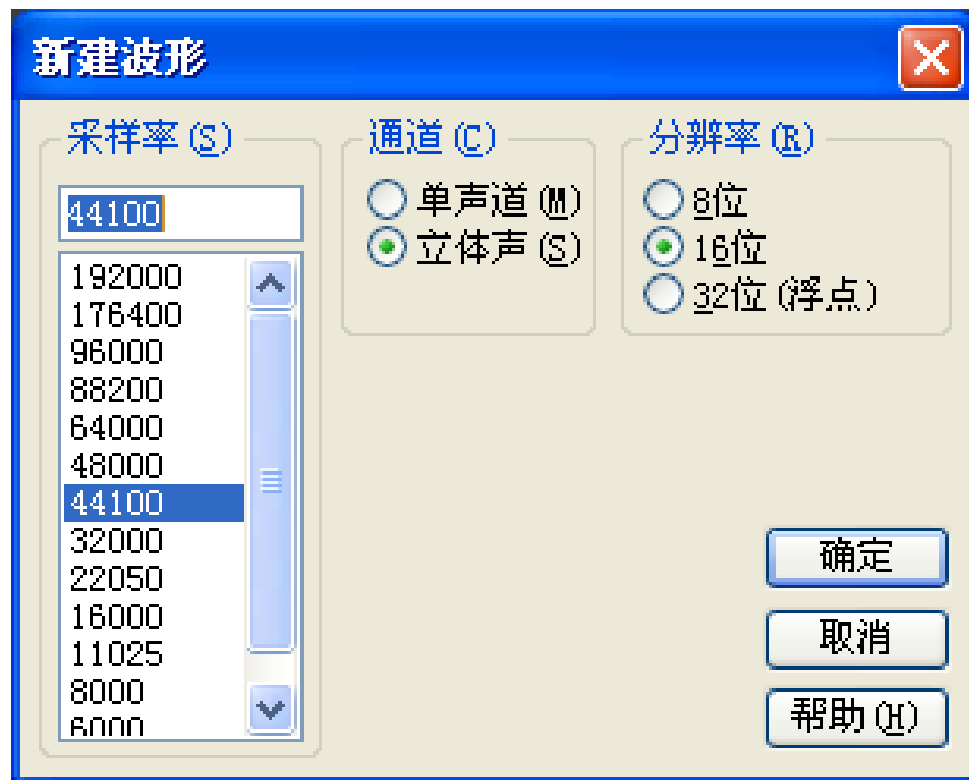 新建波形
采样率(S)
44100
192000
176400
96000
88200
64000
48000
44100
32000
22050
16000
11025
8000
6000
通道(C)
单声道(M)
立体声(S)
分辨率(R)
8位
16位
32位(浮点)
确定
取消
帮助(H)